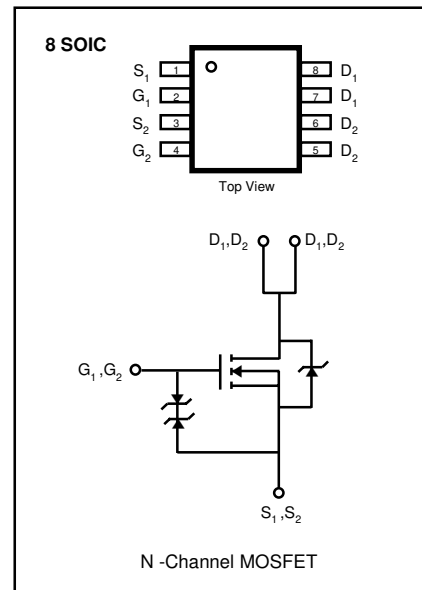 8 SOIC
S₁ 1 8 D₁
G₁ 2 7 D₁
S₂ 3 6 D₂
G₂ 4 5 D₂
Top View
D₁,D₂ D₁,D₂
G₁,G₂
S₁,S₂
N -Channel MOSFET